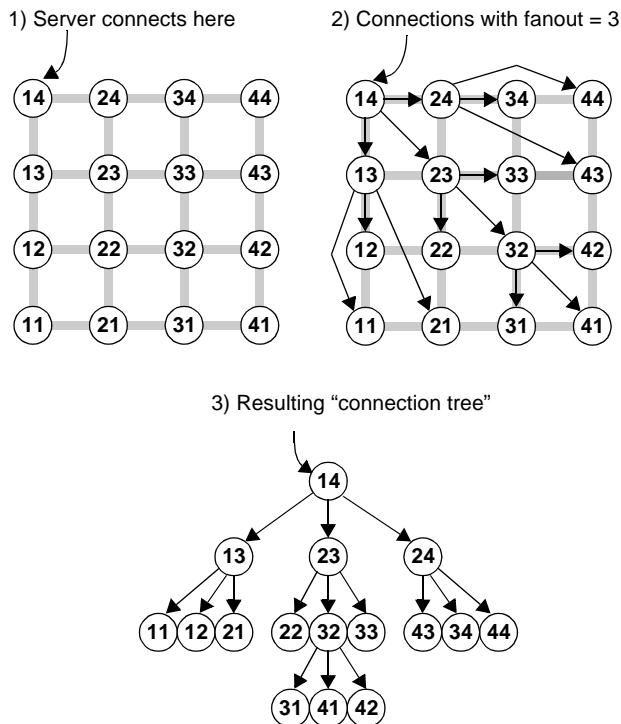 1) Server connects here
2) Connections with fanout = 3
14 24 34 44
14 24 34 44
13 23 33 43
13 23 33 43
12 22 32 42
12 22 32 42
11 21 31 41
11 21 31 41
3) Resulting “connection tree”
14
13 23 24
11 12 21 22 32 33 43 34 44
31 41 42